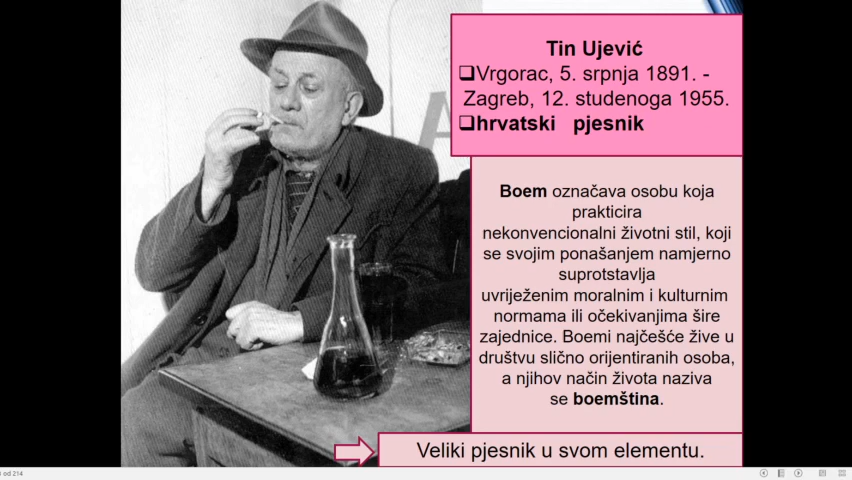 Tin Ujević
❑Vrgorac, 5. srpnja 1891. -
Zagreb, 12. studenoga 1955.
❑hrvatski pjesnik
Boem označava osobu koja
prakticira
nekonvencionalni životni stil, koji
se svojim ponašanjem namjerno
suprotstavlja
uvriježenim moralnim i kulturnim
normama ili očekivanjima šire
zajednice. Boemi najčešće žive u
društvu slično orijentiranih osoba,
a njihov način života naziva
se boemština.
Veliki pjesnik u svom elementu.
od 214